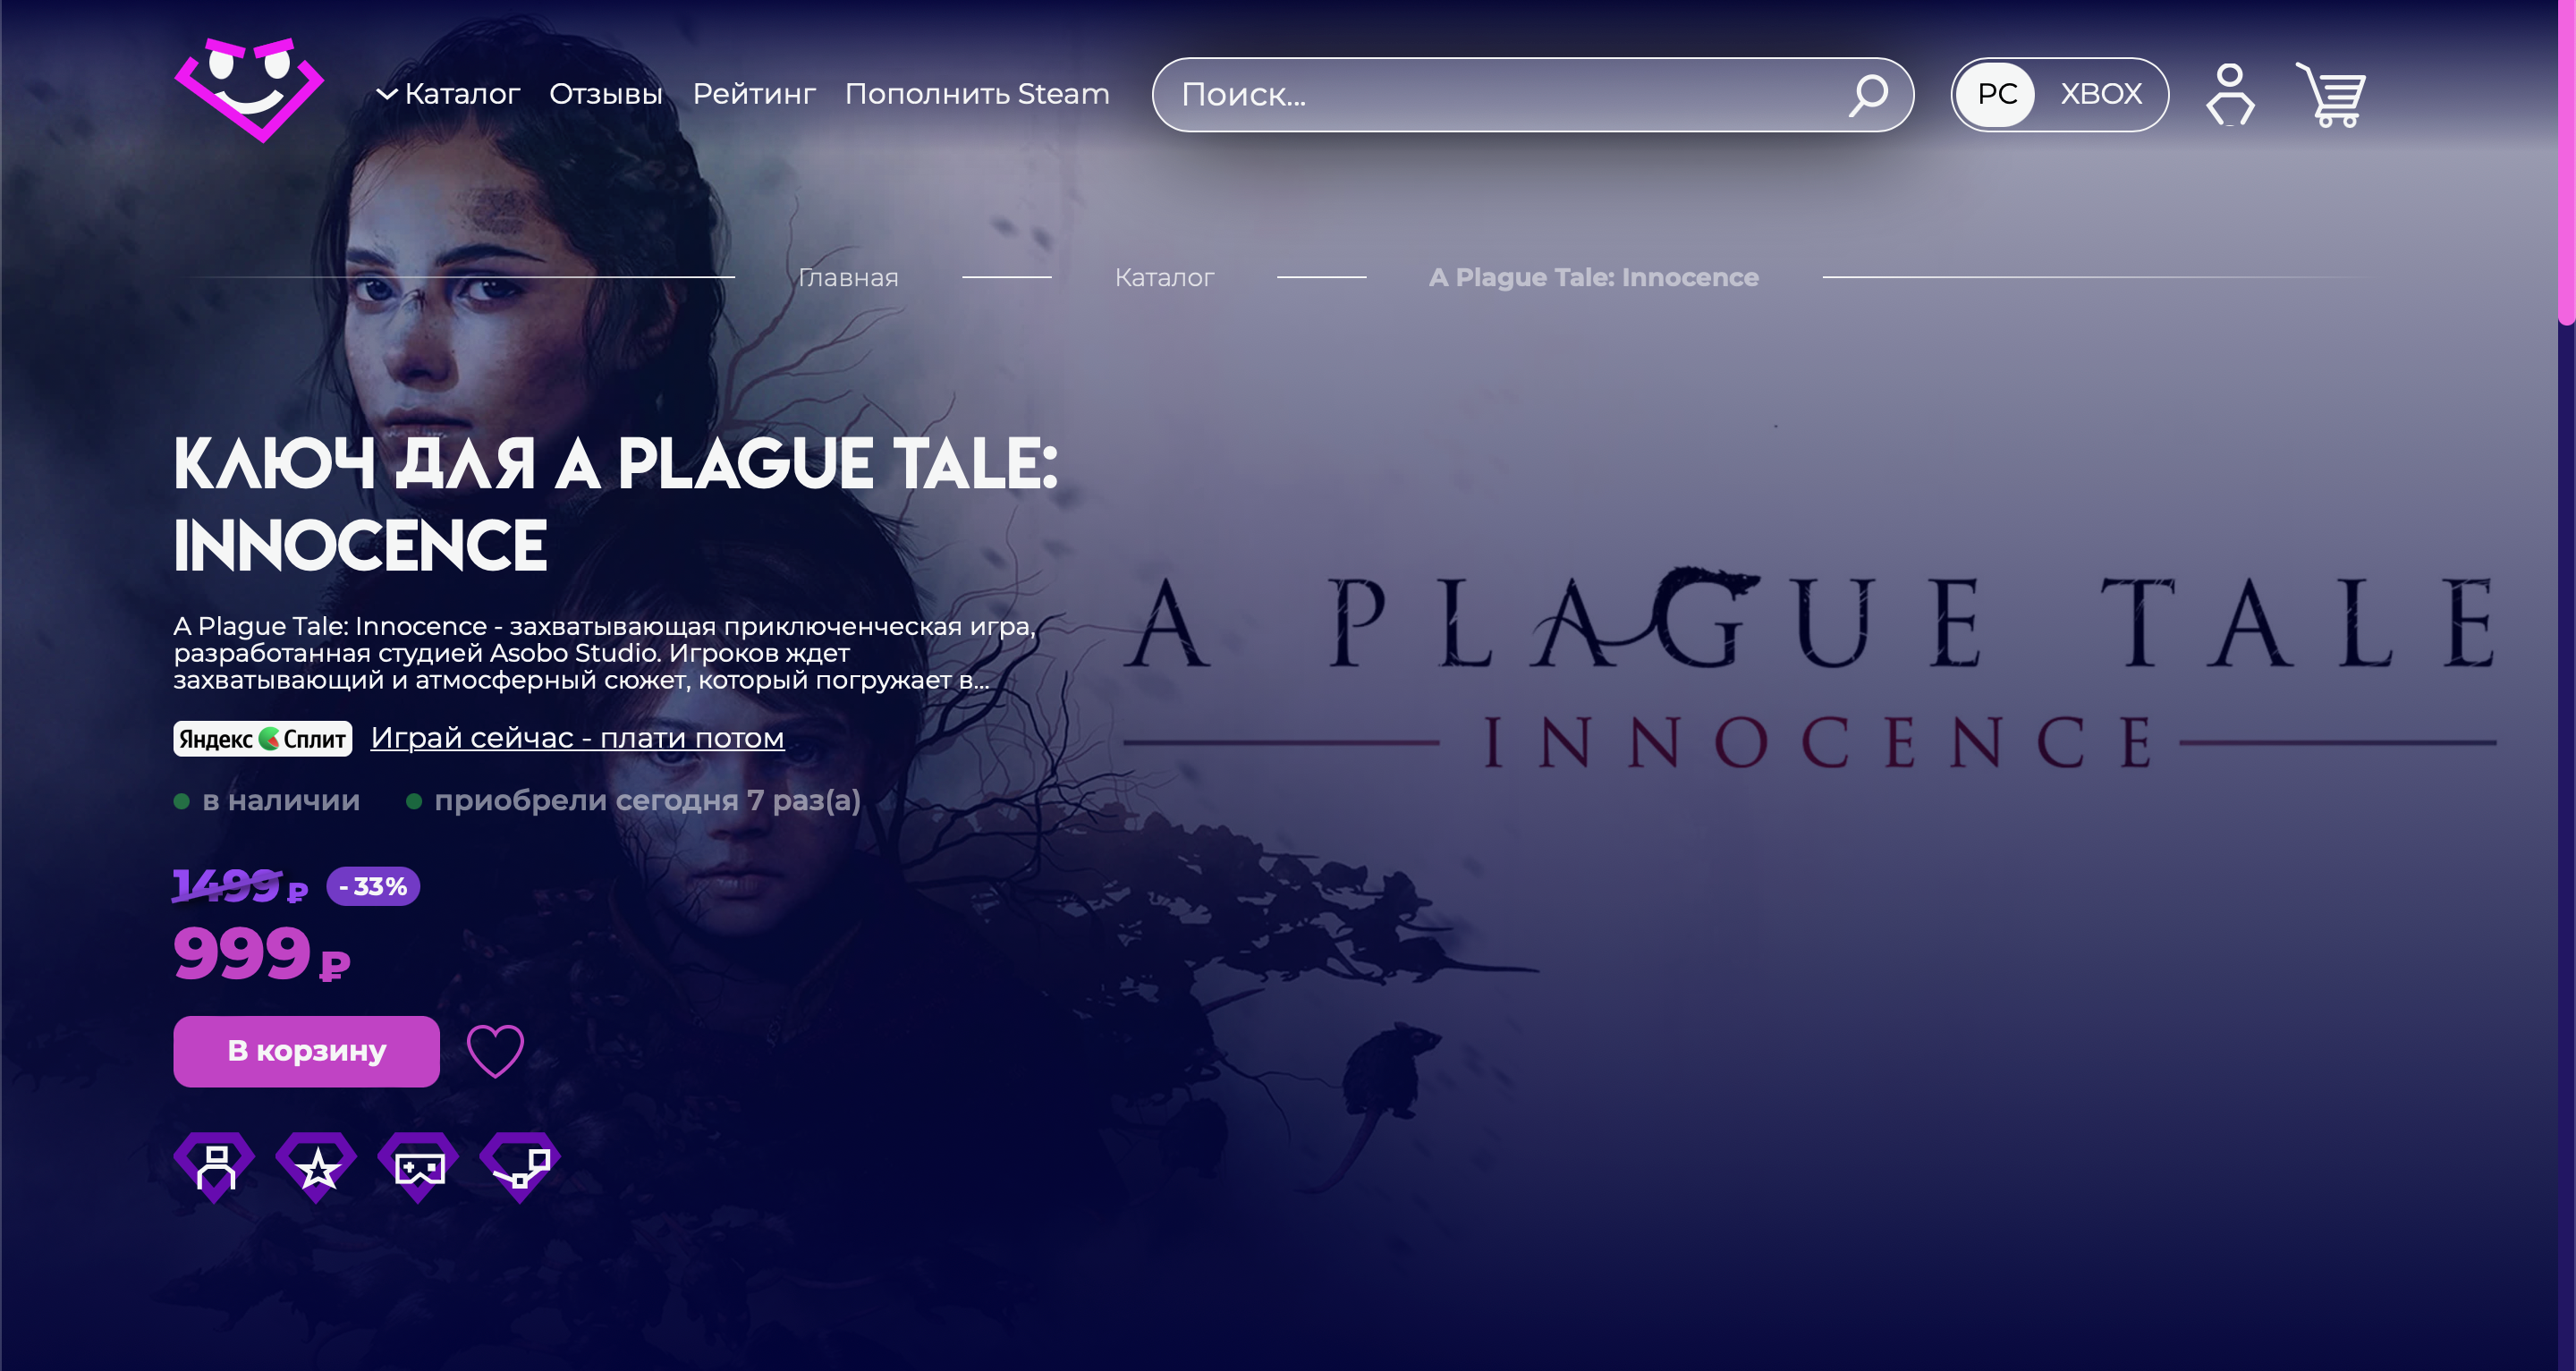 Каталог Отзывы Рейтинг Пополнить Steam Поиск... PC XBOX
Главная Каталог A Plague Tale: Innocence
КЛЮЧ ДЛЯ A PLAGUE TALE:
INNOCENCE
A Plague Tale: Innocence - захватывающая приключенческая игра,
разработанная студией Asobo Studio. Игроков ждет
захватывающий и атмосферный сюжет, который погружает в...
Яндекс Сплит Играй сейчас - плати потом
в наличии приобрели сегодня 7 раз(а)
1499 ₽ - 33%
999 ₽
В корзину
A PLAGUE TALE
INNOCENCE